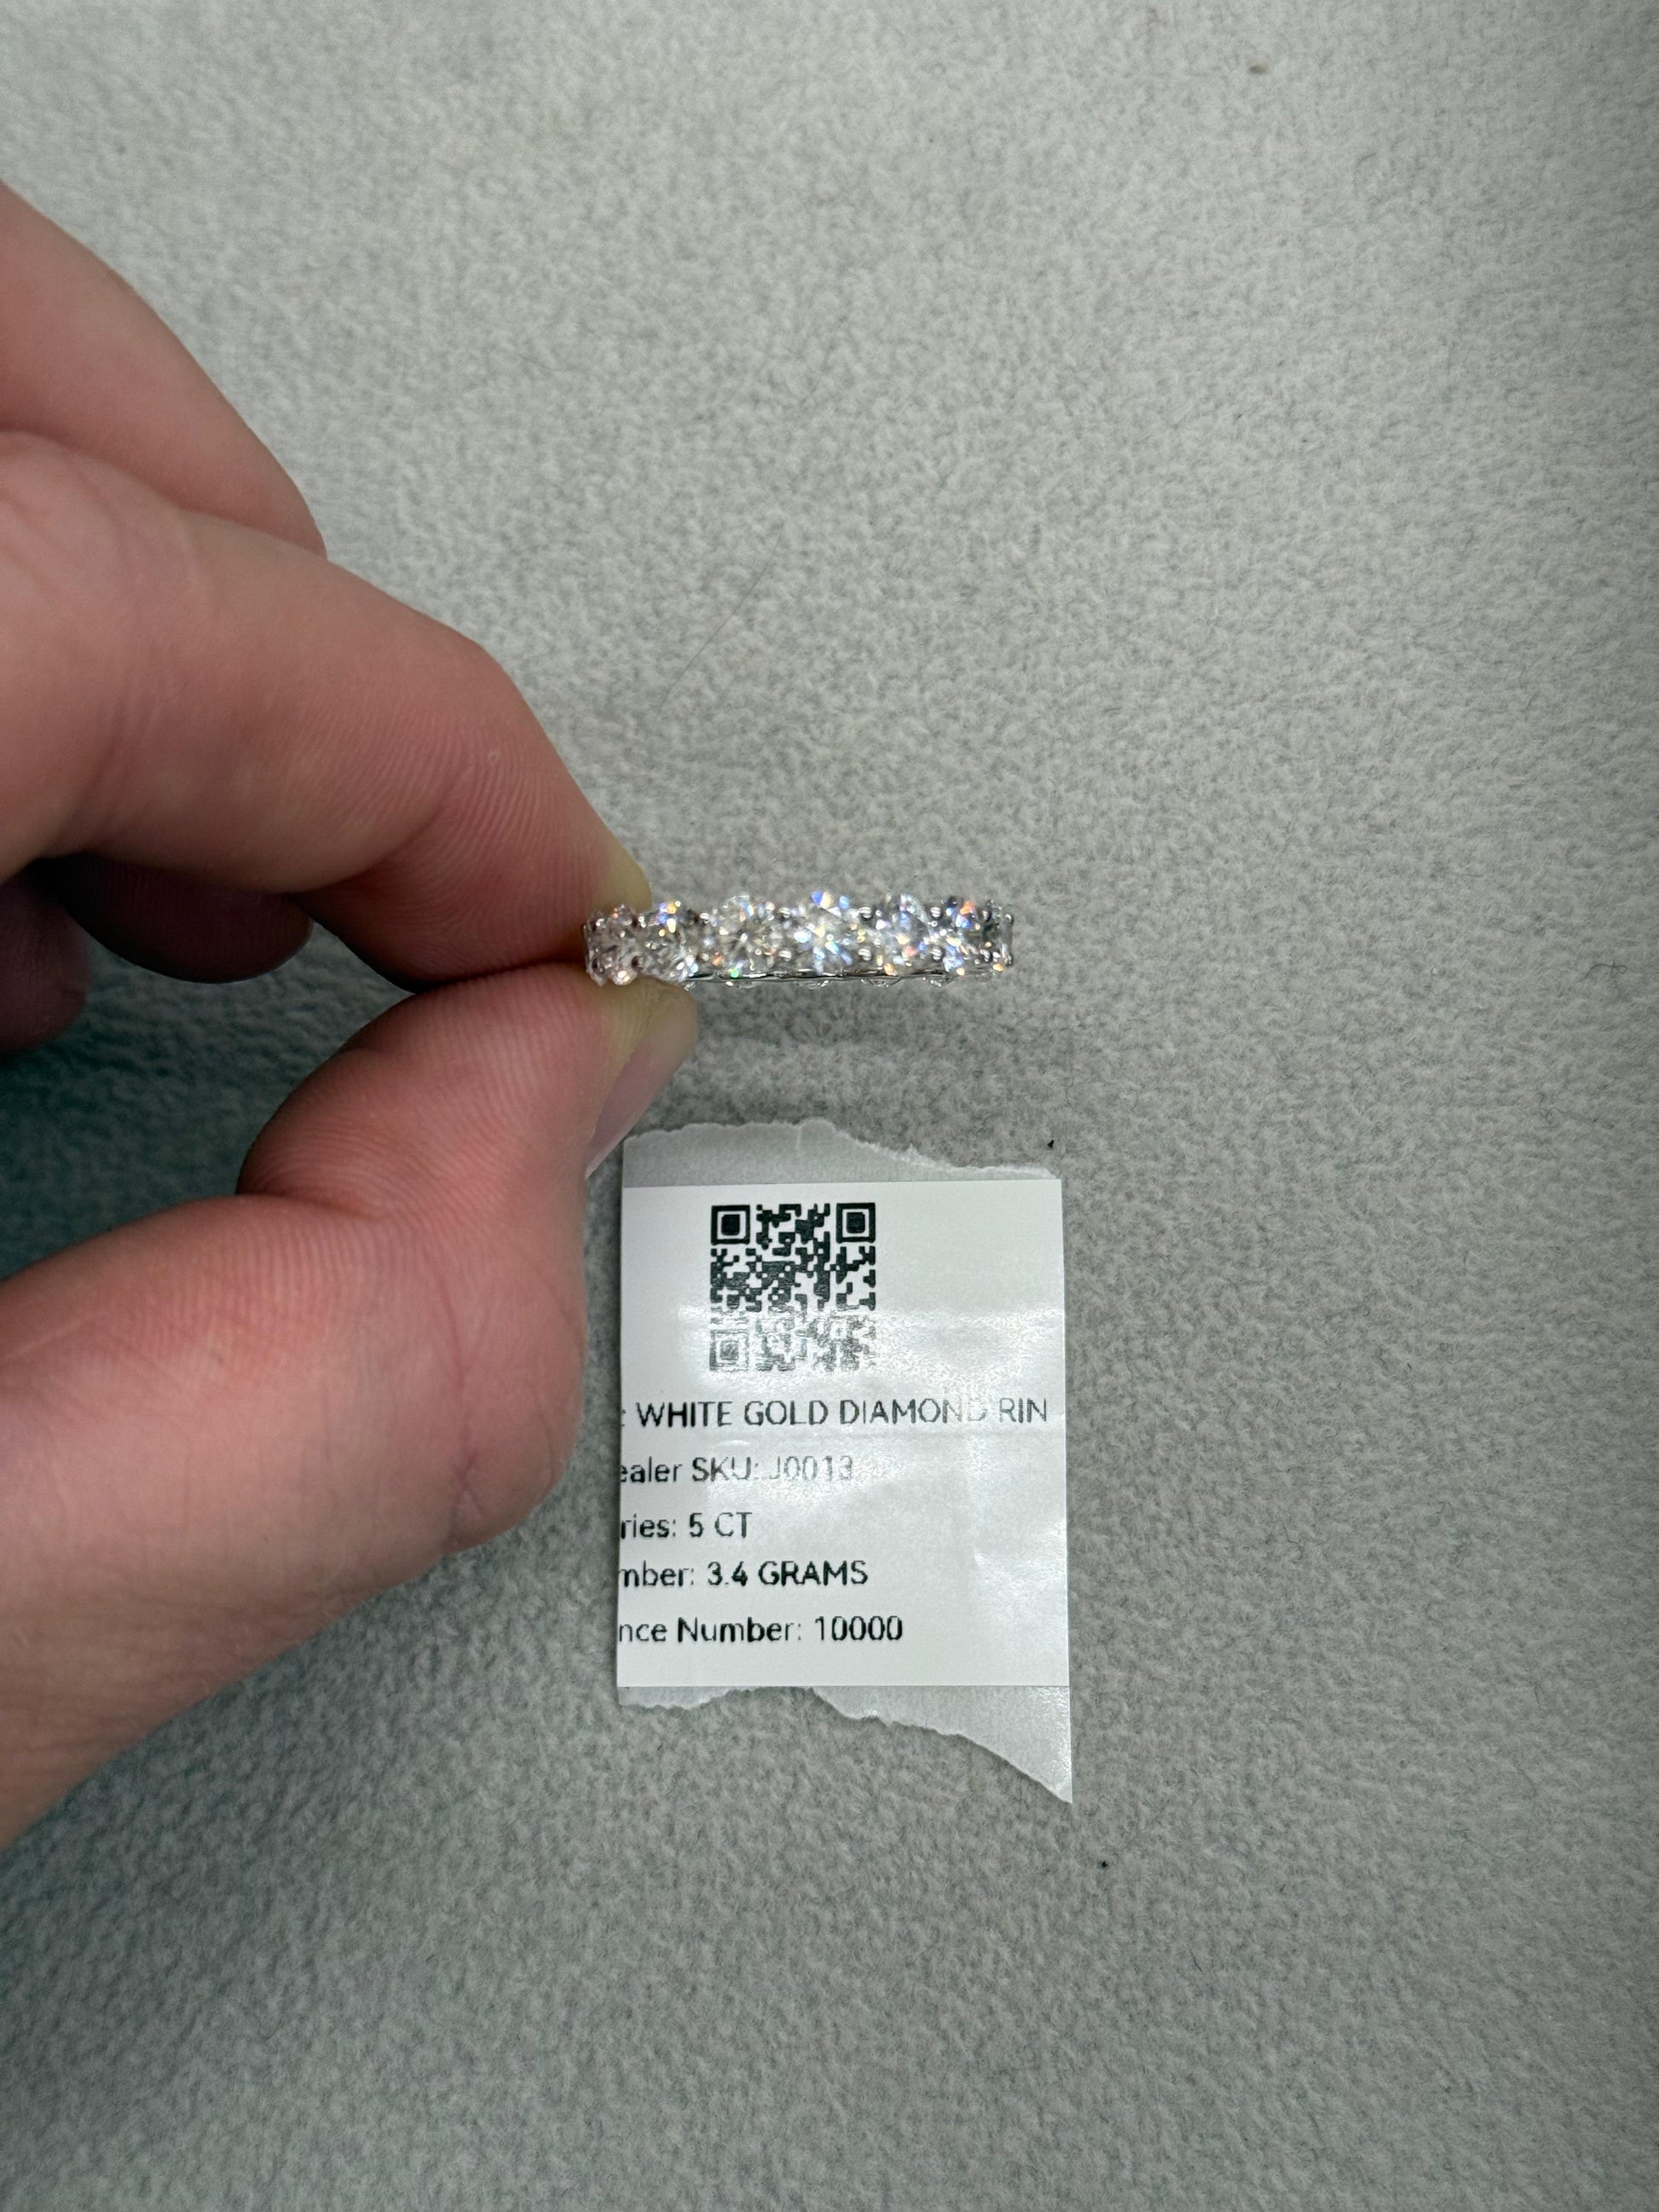 : WHITE GOLD DIAMOND RIN
ealer SKU: J0013
ries: 5 CT
mber: 3.4 GRAMS
nce Number: 10000